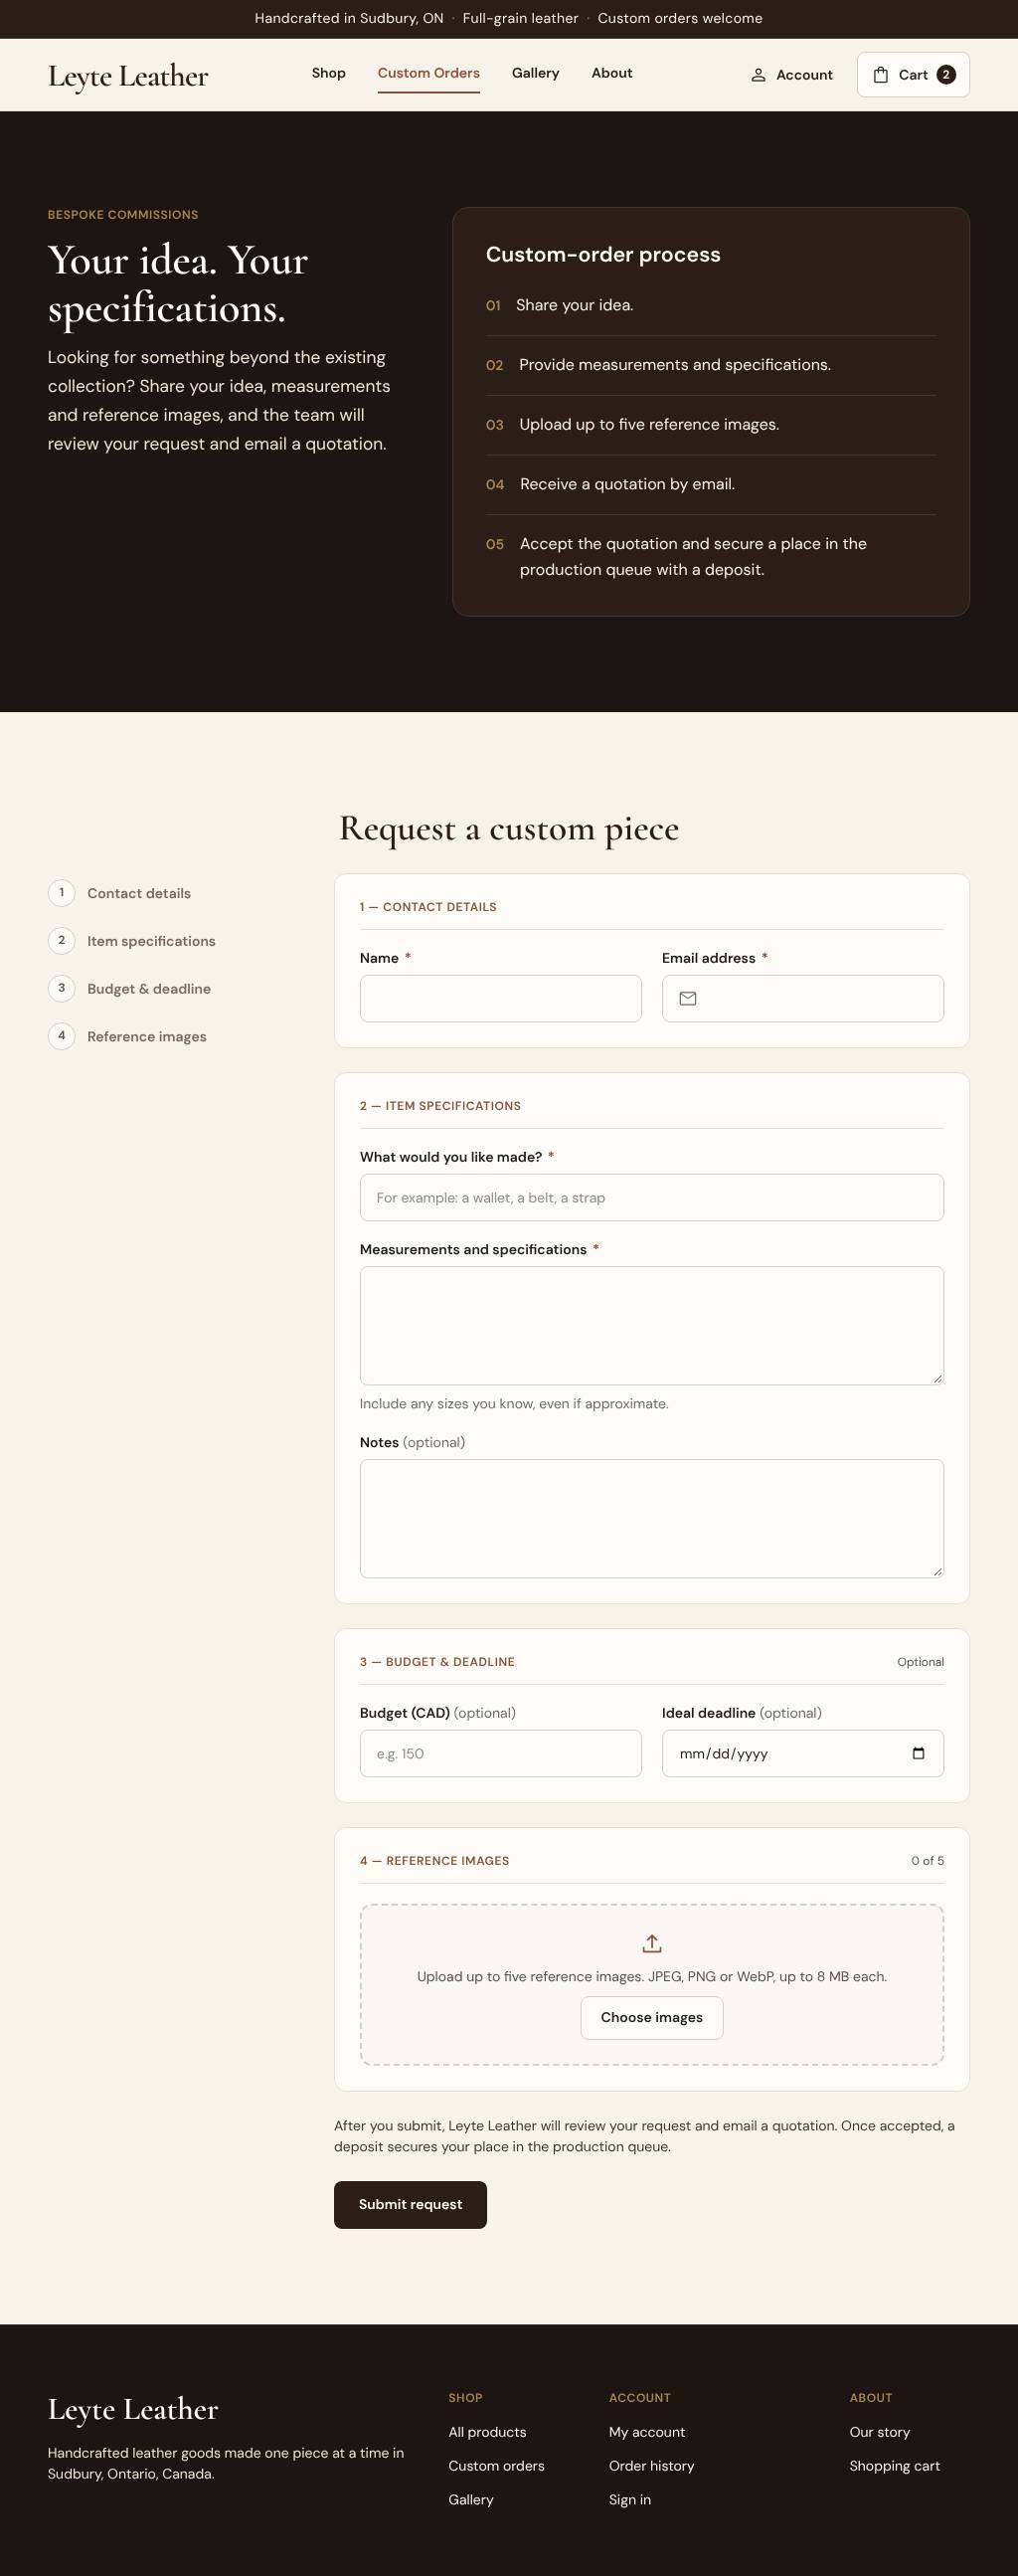 Handcrafted in Sudbury, ON · Full-grain leather · Custom orders welcome
Leyte Leather
Shop
Custom Orders
Gallery
About
Account
Cart 2
BESPOKE COMMISSIONS
Your idea. Your
specifications.
Looking for something beyond the existing
collection? Share your idea, measurements
and reference images, and the team will
review your request and email a quotation.
Custom-order process
01 Share your idea.
02 Provide measurements and specifications.
03 Upload up to five reference images.
04 Receive a quotation by email.
05 Accept the quotation and secure a place in the
production queue with a deposit.
Request a custom piece
1 Contact details
2 Item specifications
3 Budget & deadline
4 Reference images
1 — CONTACT DETAILS
Name *
Email address *
2 — ITEM SPECIFICATIONS
What would you like made? *
For example: a wallet, a belt, a strap
Measurements and specifications *
Include any sizes you know, even if approximate.
Notes (optional)
3 — BUDGET & DEADLINE
Optional
Budget (CAD) (optional)
Ideal deadline (optional)
e.g. 150
mm/dd/yyyy
4 — REFERENCE IMAGES
0 of 5
Upload up to five reference images. JPEG, PNG or WebP, up to 8 MB each.
Choose images
After you submit, Leyte Leather will review your request and email a quotation. Once accepted, a
deposit secures your place in the production queue.
Submit request
Leyte Leather
Handcrafted leather goods made one piece at a time in
Sudbury, Ontario, Canada.
SHOP
All products
Custom orders
Gallery
ACCOUNT
My account
Order history
Sign in
ABOUT
Our story
Shopping cart